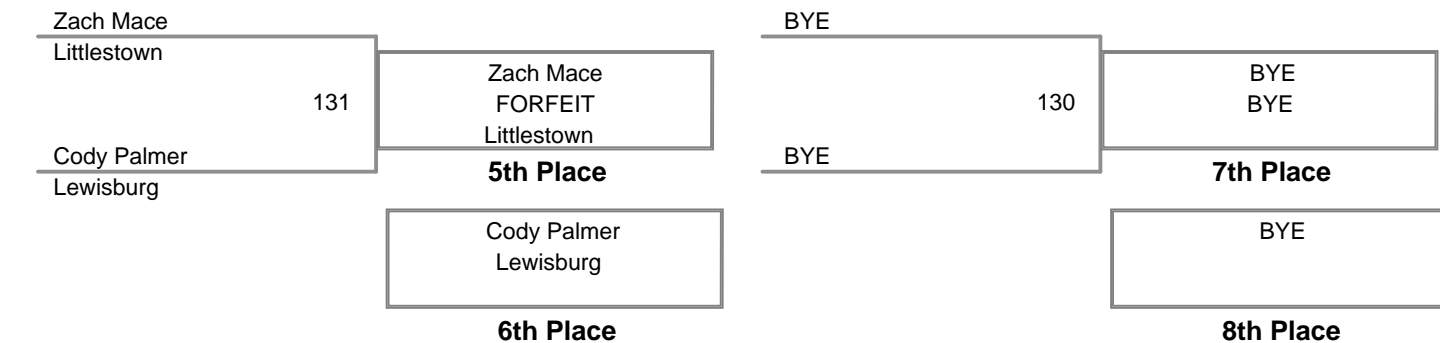 Zach Mace
Littlestown
131
Cody Palmer
Lewisburg
Zach Mace
FORFEIT
Littlestown
5th Place
Cody Palmer
Lewisburg
6th Place
BYE
130
BYE
BYE
BYE
7th Place
BYE
8th Place